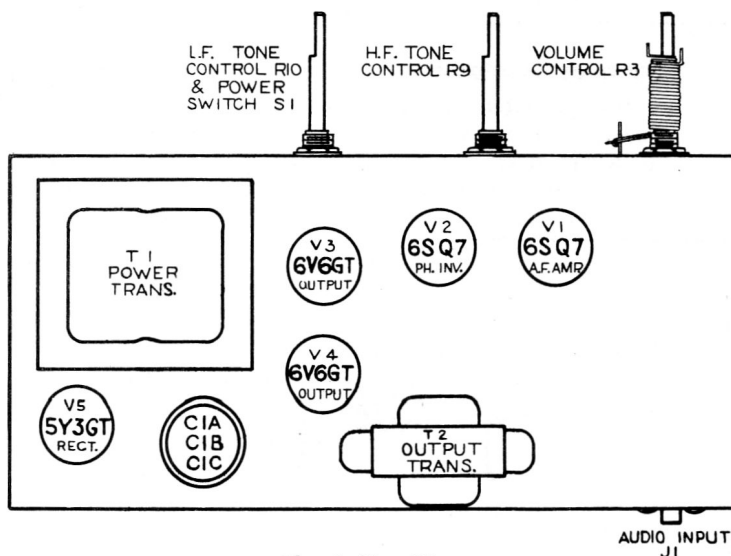 L.F. TONE
CONTROL R10
& POWER
SWITCH S1
H.F. TONE
CONTROL R9
VOLUME
CONTROL R3
T1
POWER
TRANS.
V3
6V6GT
OUTPUT
V2
6SQ7
PH. INV.
V1
6SQ7
A.F. AMP.
V4
6V6GT
OUTPUT
V5
5Y3GT
RECT.
C1A
C1B
C1C
T2
OUTPUT
TRANS.
AUDIO INPUT
J1